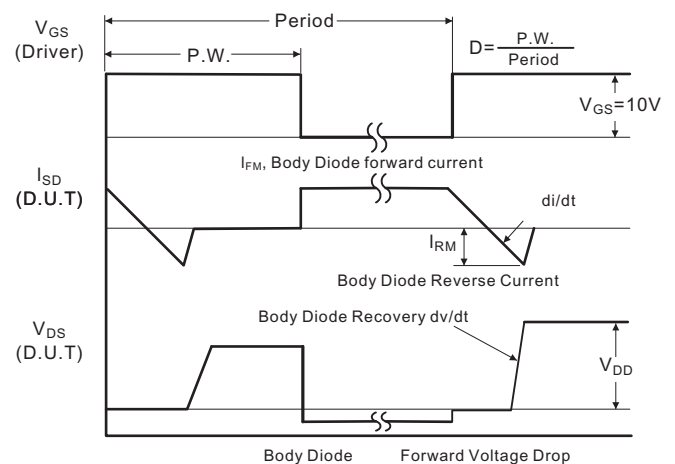 VGS
(Driver)
Period
P.W.
D= P.W.
Period
VGS=10V
IFM, Body Diode forward current
ISD
(D.U.T)
di/dt
IRM
Body Diode Reverse Current
Body Diode Recovery dv/dt
VDS
(D.U.T)
VDD
Body Diode Forward Voltage Drop